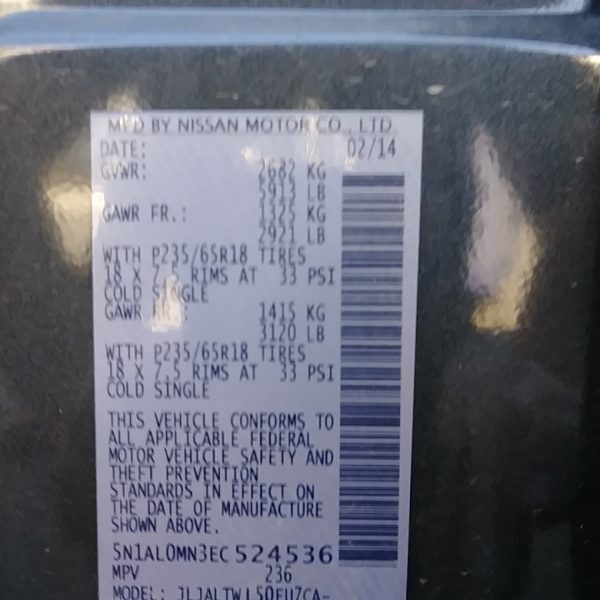 MFD BY NISSAN MOTOR CO., LTD.
DATE: 02/14
GVWR: 2682 KG
5913 LB
GAWR FR.: 1325 KG
2921 LB
WITH P235/65R18 TIRES
18 X 7.5 RIMS AT 33 PSI
COLD SINGLE
GAWR RR.: 1415 KG
3120 LB
WITH P235/65R18 TIRES
18 X 7.5 RIMS AT 33 PSI
COLD SINGLE
THIS VEHICLE CONFORMS TO
ALL APPLICABLE FEDERAL
MOTOR VEHICLE SAFETY AND
THEFT PREVENTION
STANDARDS IN EFFECT ON
THE DATE OF MANUFACTURE
SHOWN ABOVE.
5N1AL0MN3EC524536
MPV 236
MODEL: